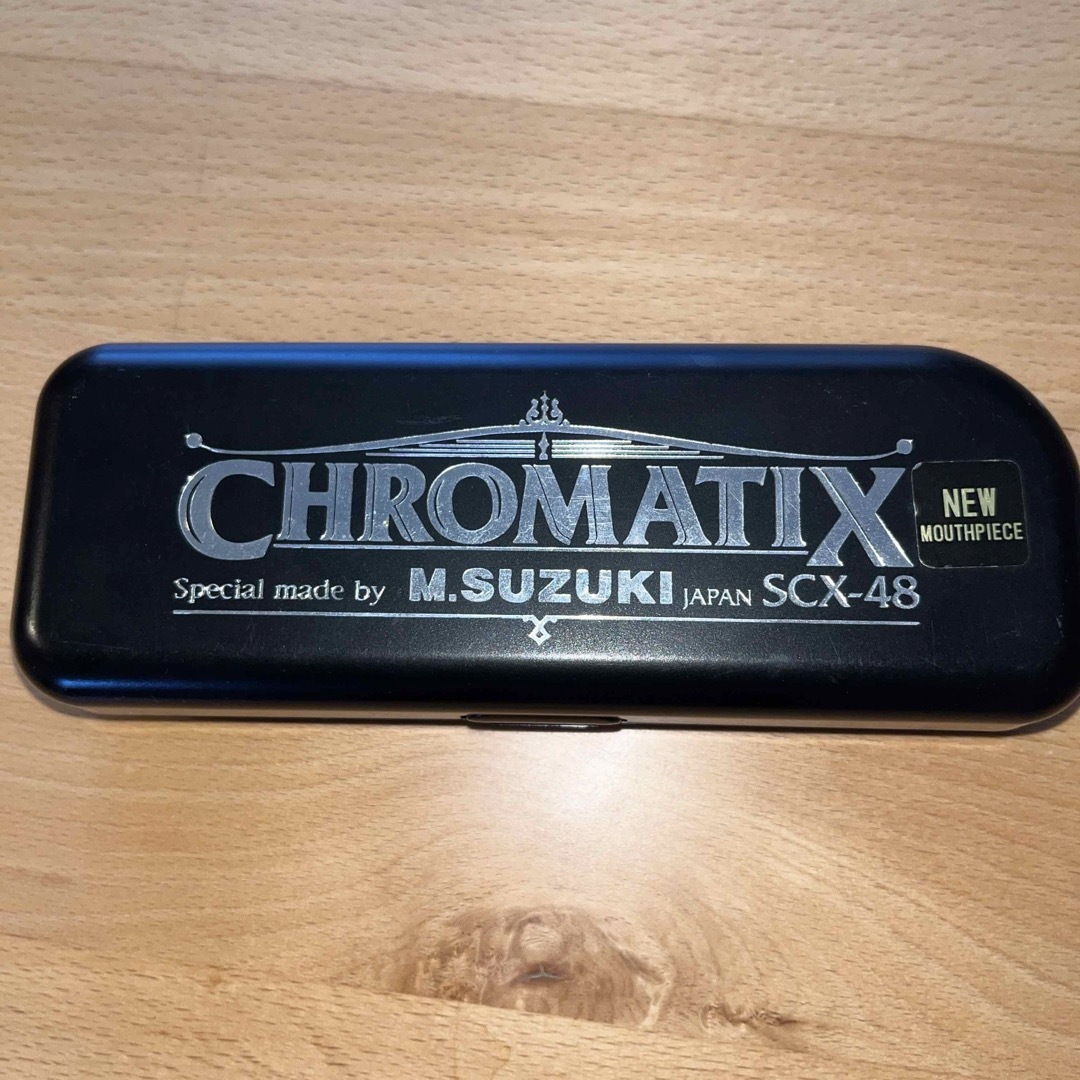 CHROMATIX
NEW
MOUTHPIECE
Special made by M.SUZUKI JAPAN SCX-48